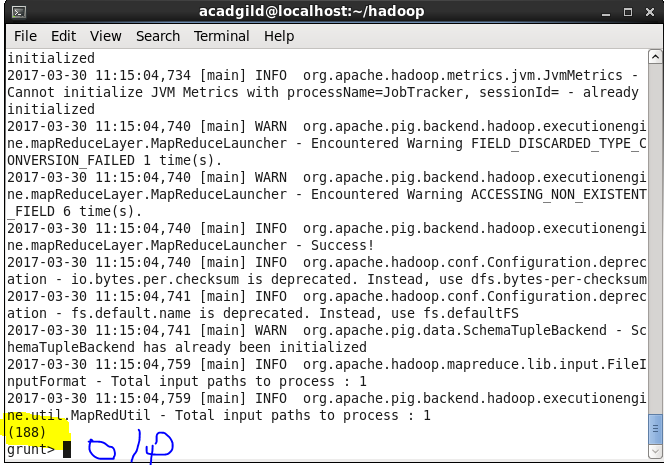 acadgild@localhost:~/hadoop
File Edit View Search Terminal Help
initialized
2017-03-30 11:15:04,734 [main] INFO  org.apache.hadoop.metrics.jvm.JvmMetrics -
Cannot initialize JVM Metrics with processName=JobTracker, sessionId= - already
initialized
2017-03-30 11:15:04,740 [main] WARN  org.apache.pig.backend.hadoop.executionengi
ne.mapReduceLayer.MapReduceLauncher - Encountered Warning FIELD_DISCARDED_TYPE_C
ONVERSION_FAILED 1 time(s).
2017-03-30 11:15:04,740 [main] WARN  org.apache.pig.backend.hadoop.executionengi
ne.mapReduceLayer.MapReduceLauncher - Encountered Warning ACCESSING_NON_EXISTENT
_FIELD 6 time(s).
2017-03-30 11:15:04,740 [main] INFO  org.apache.pig.backend.hadoop.executionengi
ne.mapReduceLayer.MapReduceLauncher - Success!
2017-03-30 11:15:04,740 [main] INFO  org.apache.hadoop.conf.Configuration.deprec
ation - io.bytes.per.checksum is deprecated. Instead, use dfs.bytes-per-checksum
2017-03-30 11:15:04,741 [main] INFO  org.apache.hadoop.conf.Configuration.deprec
ation - fs.default.name is deprecated. Instead, use fs.defaultFS
2017-03-30 11:15:04,741 [main] WARN  org.apache.pig.data.SchemaTupleBackend - Sc
hemaTupleBackend has already been initialized
2017-03-30 11:15:04,759 [main] INFO  org.apache.hadoop.mapreduce.lib.input.FileI
nputFormat - Total input paths to process : 1
2017-03-30 11:15:04,759 [main] INFO  org.apache.pig.backend.hadoop.executionengi
ne.util.MapRedUtil - Total input paths to process : 1
(188)
grunt> o/p